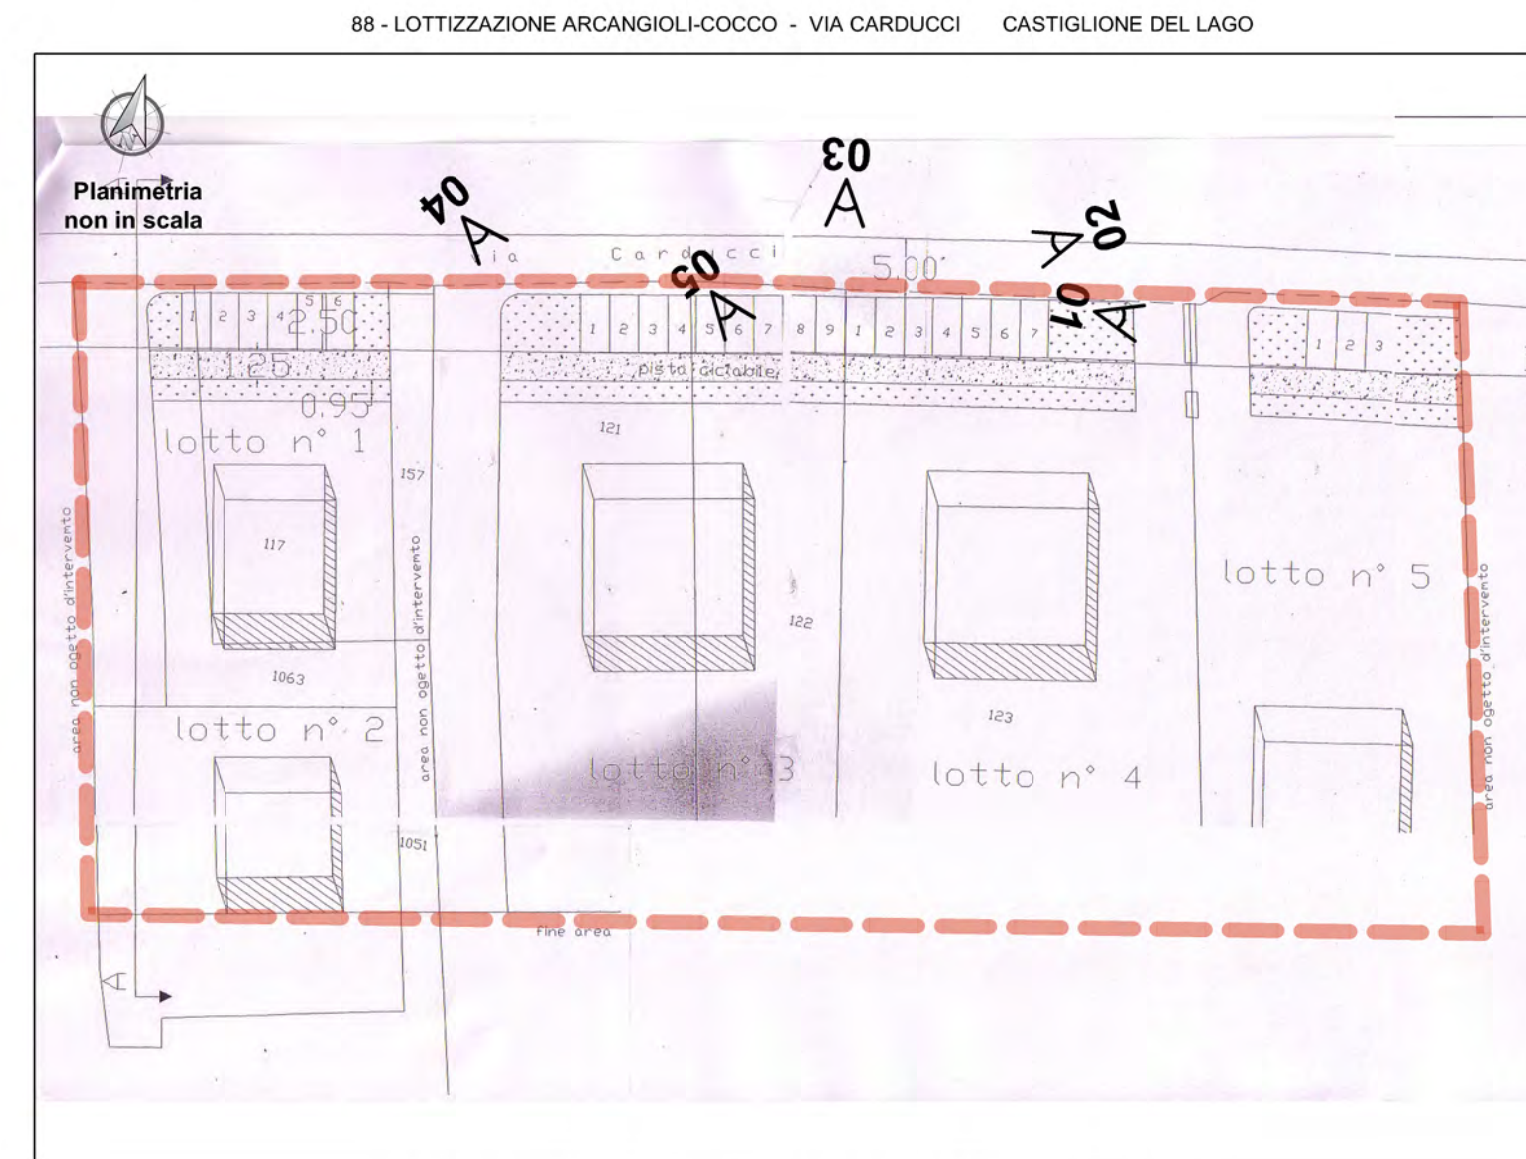 88 - LOTTIZZAZIONE ARCANGIOLI-COCCO - VIA CARDUCCI CASTIGLIONE DEL LAGO
N
Planimetria
non in scala
A
04
03
02
05
01
via Carducci
5.00
1 2 3 4 5 6
2.50
1 2 3 4 5 6 7 8 9 1 2 3 4 5 6 7
1 2 3
1.25
pista ciclabile
0.95
lotto n° 1
121
157
117
122
lotto n° 5
area non ogetto d'intervento
area non ogetto d'intervento
area non ogetto d'intervento
1063
lotto n° 2
123
lotto n° 3
lotto n° 4
1051
fine area
A